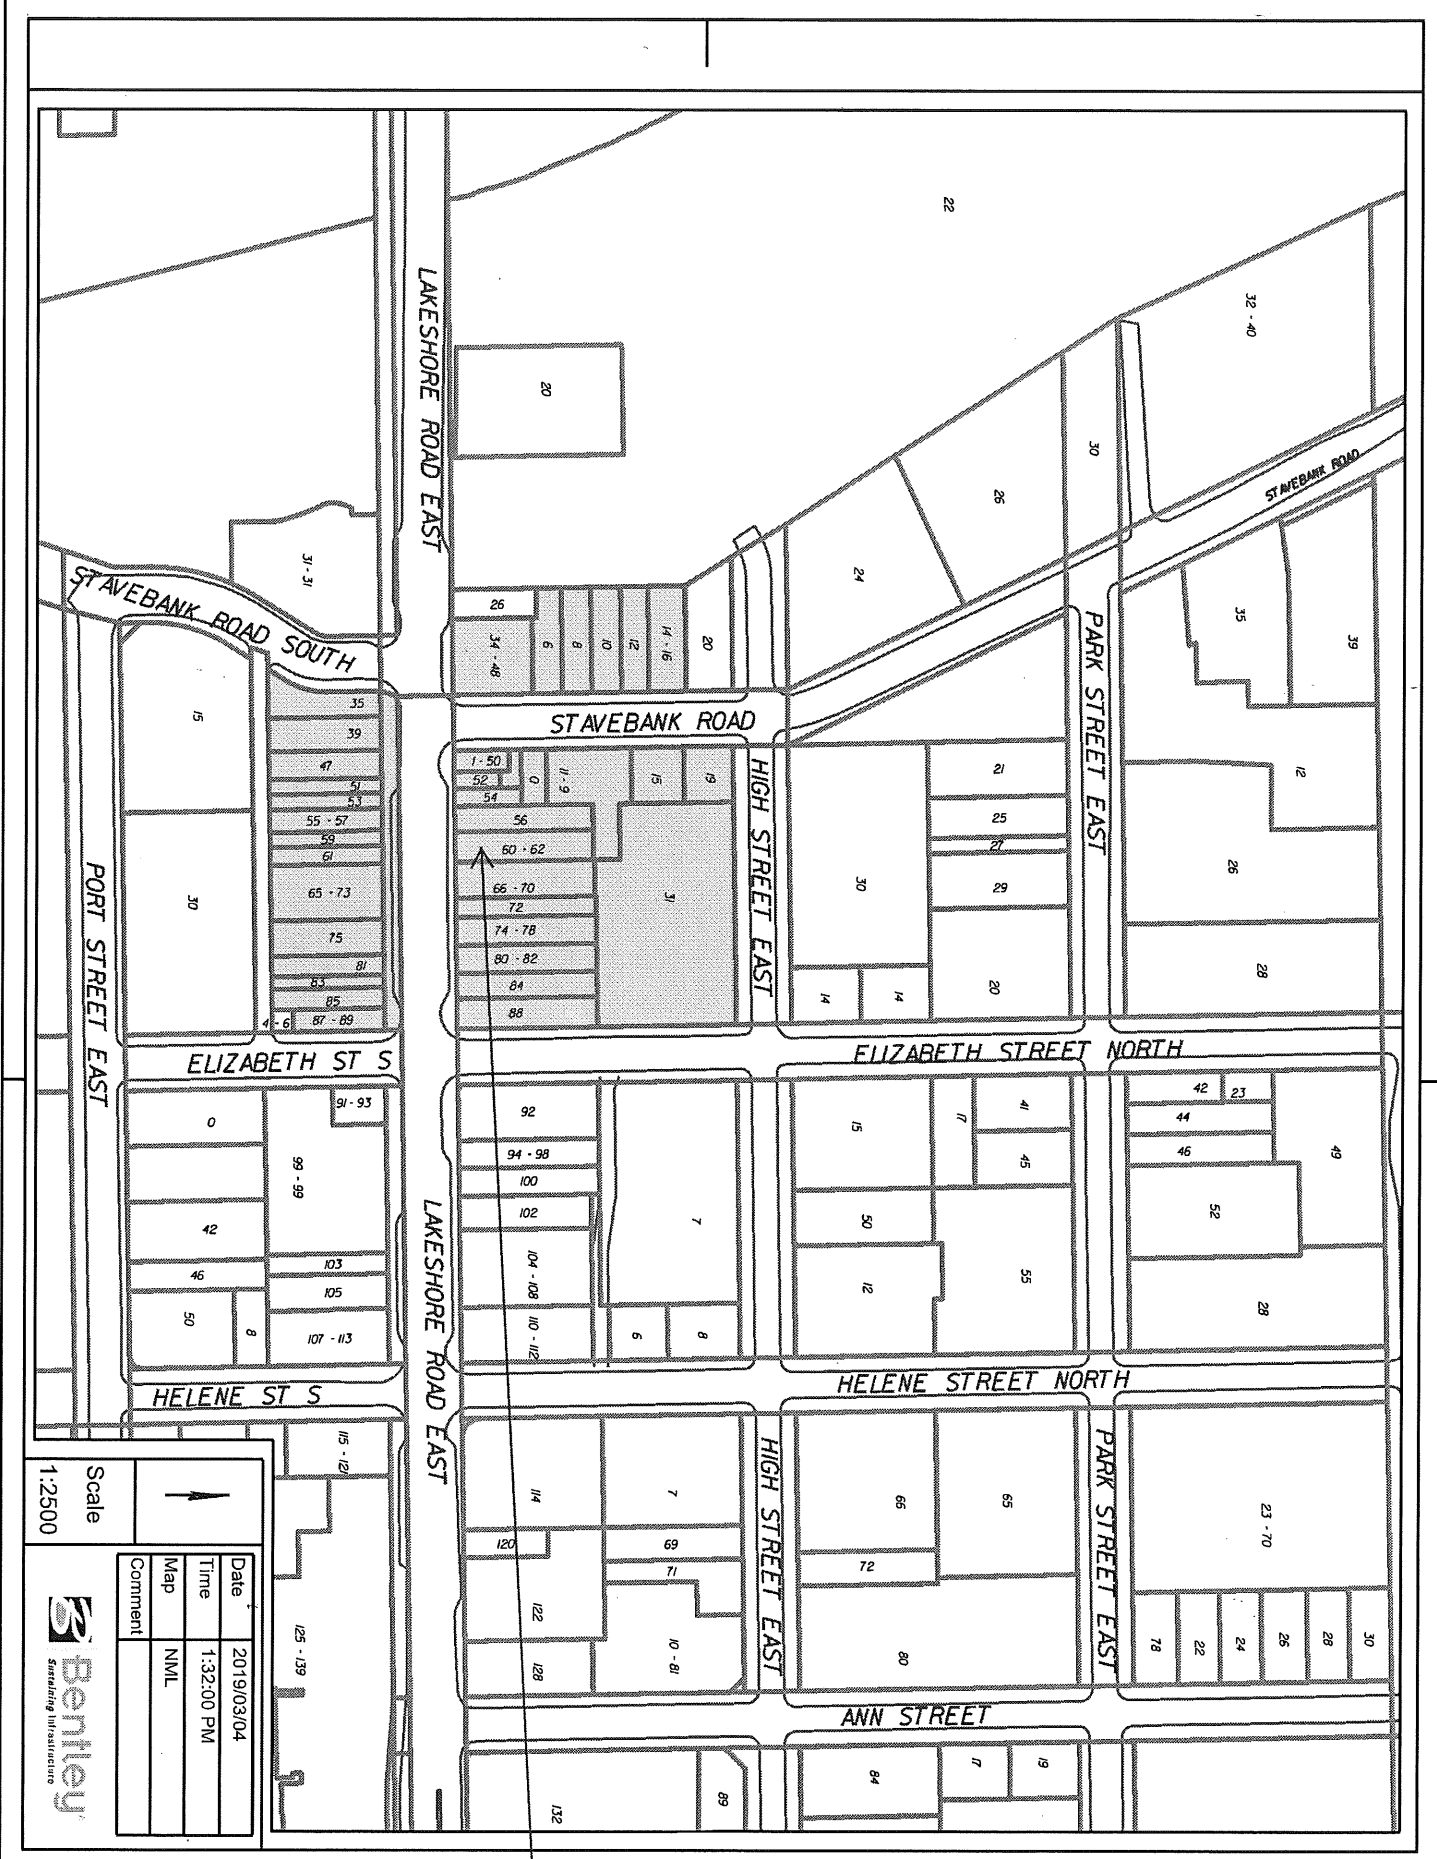 22
32 - 40
LAKESHORE ROAD EAST
20
30
STAVEBANK ROAD
26
24
31 - 31
STAVEBANK ROAD SOUTH
26
34 - 48
6
8
10
12
14 - 16
20
PARK STREET EAST
35
39
15
35
39
47
51
53
55 - 57
59
61
65 - 73
75
81
83
85
87 - 89
4 - 6
30
PORT STREET EAST
STAVEBANK ROAD
1 - 50
52
54
0
11 - 9
15
19
56
60 - 62
66 - 70
72
74 - 78
80 - 82
84
88
31
HIGH STREET EAST
21
25
27
29
30
20
14
14
12
26
28
ELIZABETH ST S
ELIZABETH STREET NORTH
0
91 - 93
99 - 99
42
46
50
8
103
105
107 - 113
92
94 - 98
100
102
104 - 108
110 - 112
7
6
8
15
17
41
45
50
12
55
42
23
44
46
49
52
28
LAKESHORE ROAD EAST
HELENE ST S
HELENE STREET NORTH
115 - 121
125 - 139
114
120
122
128
7
69
71
10 - 81
HIGH STREET EAST
66
65
72
80
PARK STREET EAST
23 - 70
78
22
24
26
28
30
ANN STREET
132
89
84
17
19
Scale
1:2500
Date 2019/03/04
Time 1:32:00 PM
Map NML
Comment
Bentley
Sustaining Infrastructure